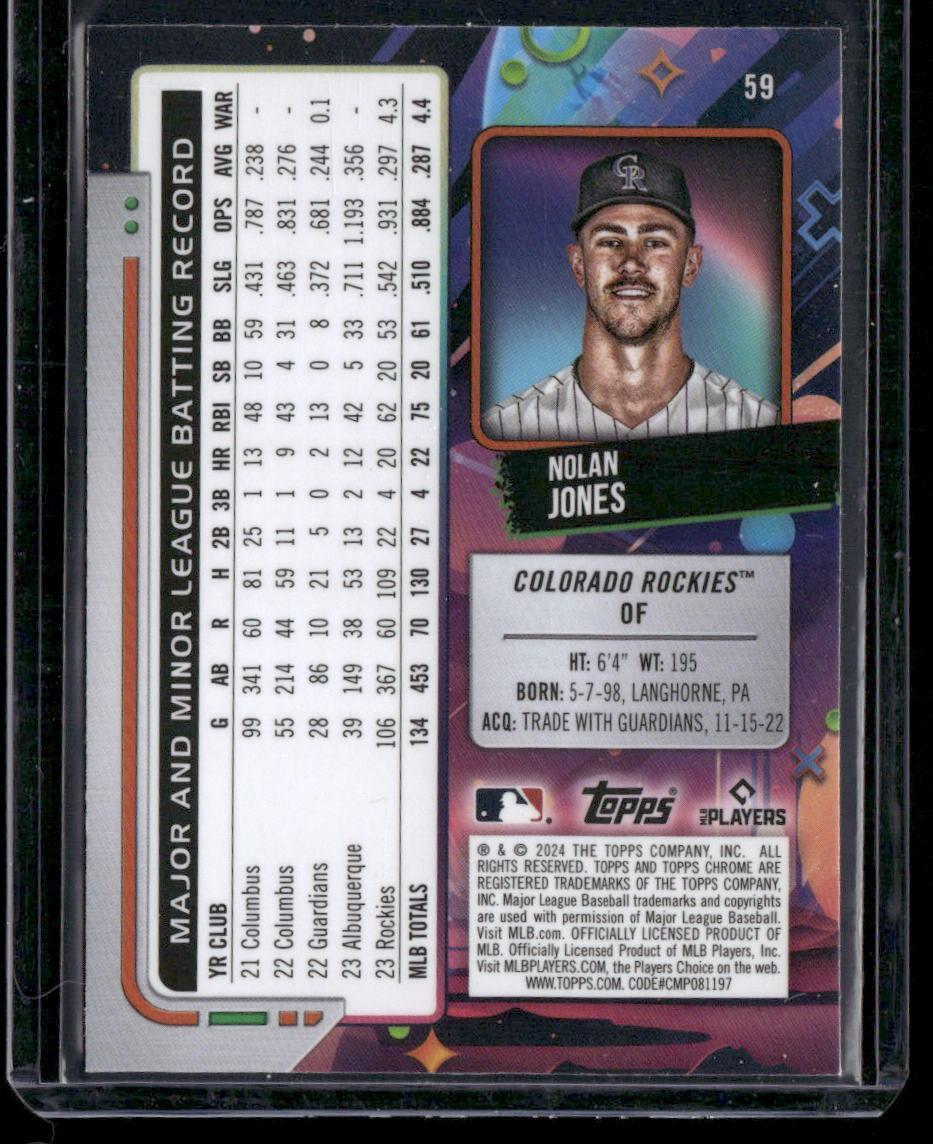 MAJOR AND MINOR LEAGUE BATTING RECORD
YR CLUB G AB R H 2B 3B HR RBI SB BB SLG OPS AVG WAR
21 Columbus 99 341 60 81 25 1 13 48 10 59 .431 .787 .238 -
22 Columbus 55 214 44 59 11 1 9 43 4 31 .463 .831 .276 -
22 Guardians 28 86 10 21 5 0 2 13 0 8 .372 .681 .244 0.1
23 Albuquerque 39 149 38 53 13 2 12 42 5 33 .711 1.193 .356 -
23 Rockies 106 367 60 109 22 4 20 62 20 53 .542 .931 .297 4.3
MLB TOTALS 134 453 70 130 27 4 22 75 20 61 .510 .884 .287 4.4
59
CR
NOLAN
JONES
COLORADO ROCKIES™
OF
HT: 6'4" WT: 195
BORN: 5-7-98, LANGHORNE, PA
ACQ: TRADE WITH GUARDIANS, 11-15-22
Topps® MLB PLAYERS
® & © 2024 THE TOPPS COMPANY, INC. ALL
RIGHTS RESERVED. TOPPS AND TOPPS CHROME ARE
REGISTERED TRADEMARKS OF THE TOPPS COMPANY,
INC. Major League Baseball trademarks and copyrights
are used with permission of Major League Baseball.
Visit MLB.com. OFFICIALLY LICENSED PRODUCT OF
MLB. Officially Licensed Product of MLB Players, Inc.
Visit MLBPLAYERS.COM, the Players Choice on the web.
WWW.TOPPS.COM. CODE#CMP081197